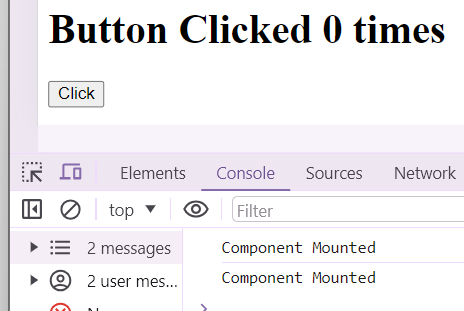 Button Clicked 0 times
Click
Elements Console Sources Network
top Filter
2 messages
Component Mounted
2 user mes...
Component Mounted